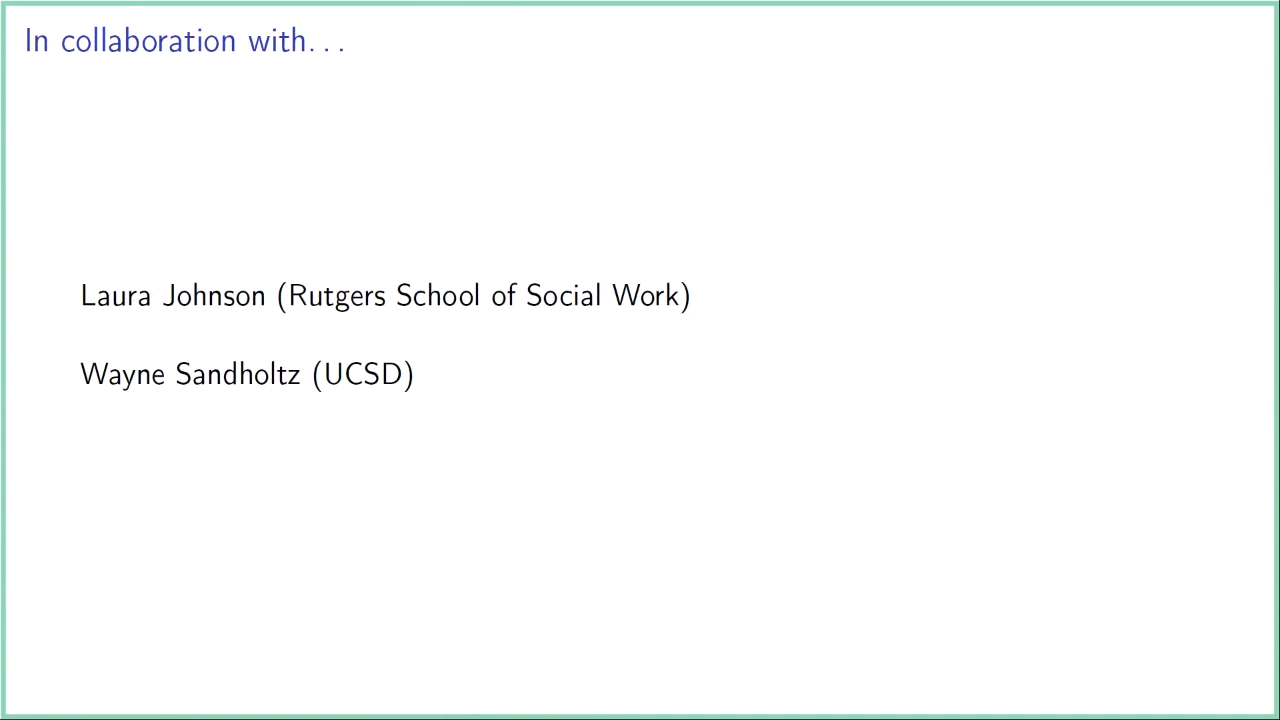 In collaboration with...
Laura Johnson (Rutgers School of Social Work)
Wayne Sandholtz (UCSD)